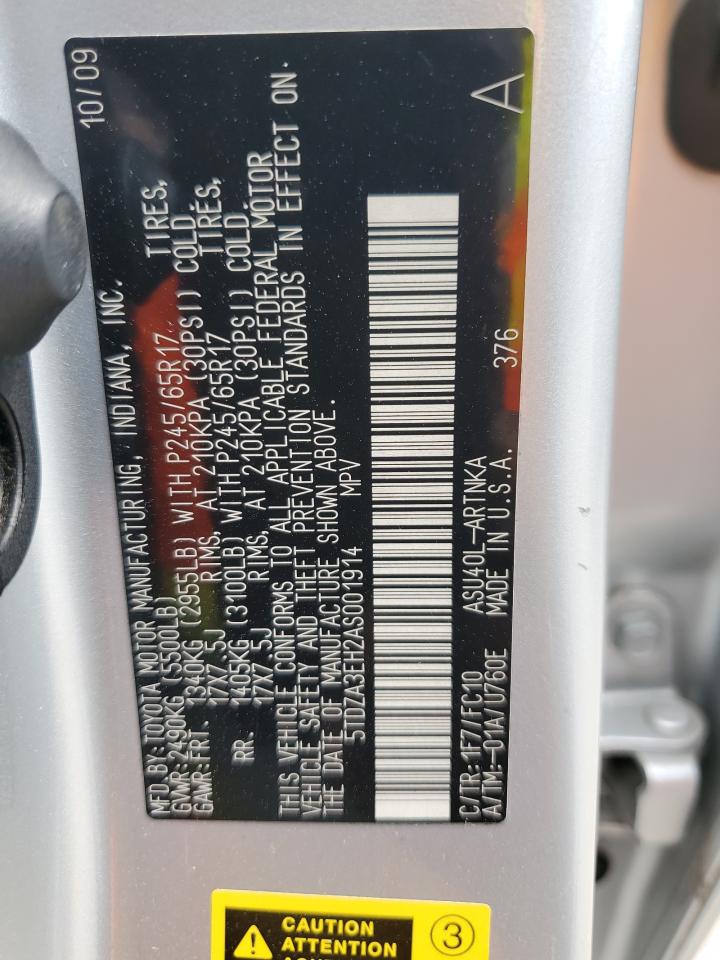 MFD. BY: TOYOTA MOTOR MANUFACTURING, INDIANA, INC. 10/09
GVWR: 2490KG (5500LB)
GAWR: FRT. 1340KG (2955LB) WITH P245/65R17 TIRES,
17X7.5J RIMS, AT 210KPA (30PSI) COLD.
RR. 1405KG (3100LB) WITH P245/65R17 TIRES,
17X7.5J RIMS, AT 210KPA (30PSI) COLD.
THIS VEHICLE CONFORMS TO ALL APPLICABLE FEDERAL MOTOR
VEHICLE SAFETY AND THEFT PREVENTION STANDARDS IN EFFECT ON
THE DATE OF MANUFACTURE SHOWN ABOVE.
5TDZA3EH2AS001914 MPV
C/TR: 1F7/FC10 ASU40L-ARTNKA 376 A
A/TM: -01A/U760E MADE IN U.S.A.
CAUTION
ATTENTION
3